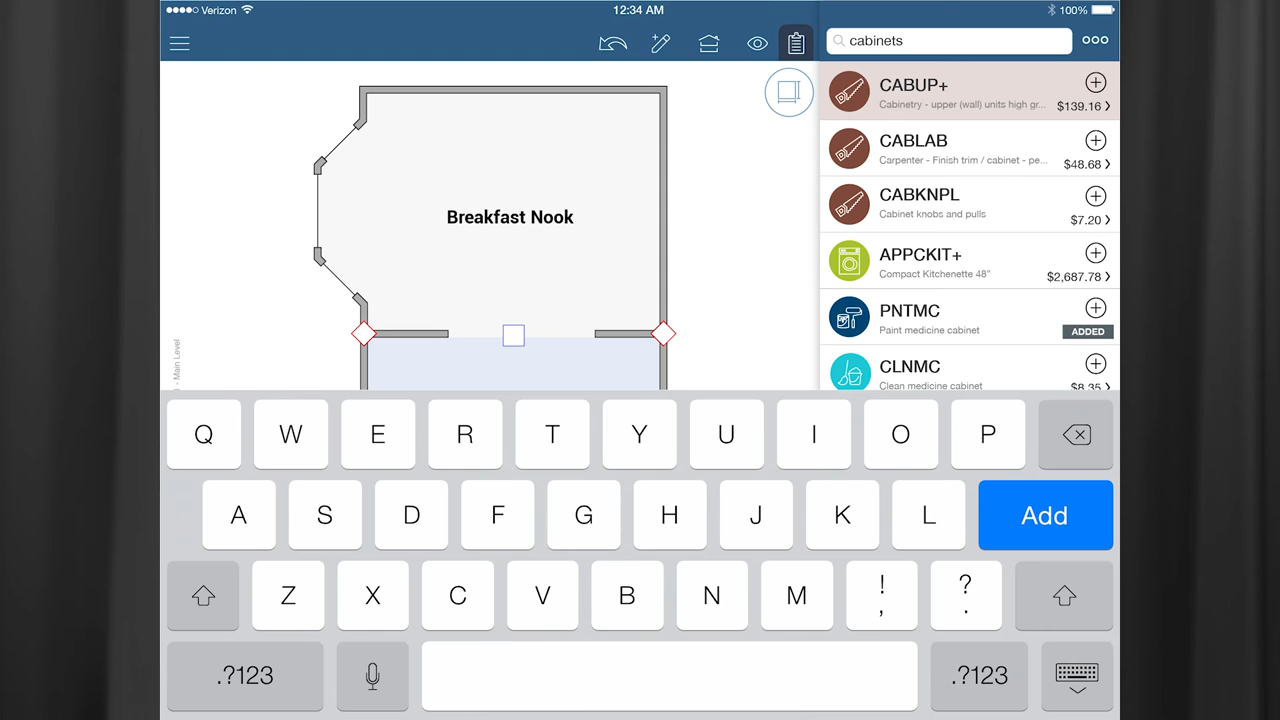 Verizon
12:34 AM
100%
cabinets
CABUP+
Cabinetry - upper (wall) units high gr...
$139.16
CABLAB
Carpenter - Finish trim / cabinet - pe...
$48.68
CABKNPL
Cabinet knobs and pulls
$7.20
APPCKIT+
Compact Kitchenette 48"
$2,687.78
PNTMC
Paint medicine cabinet
ADDED
CLNMC
Clean medicine cabinet
$8.35
Breakfast Nook
- Main Level
Q W E R T Y U I O P
A S D F G H J K L Add
Z X C V B N M ! , ? .
.?123 .?123